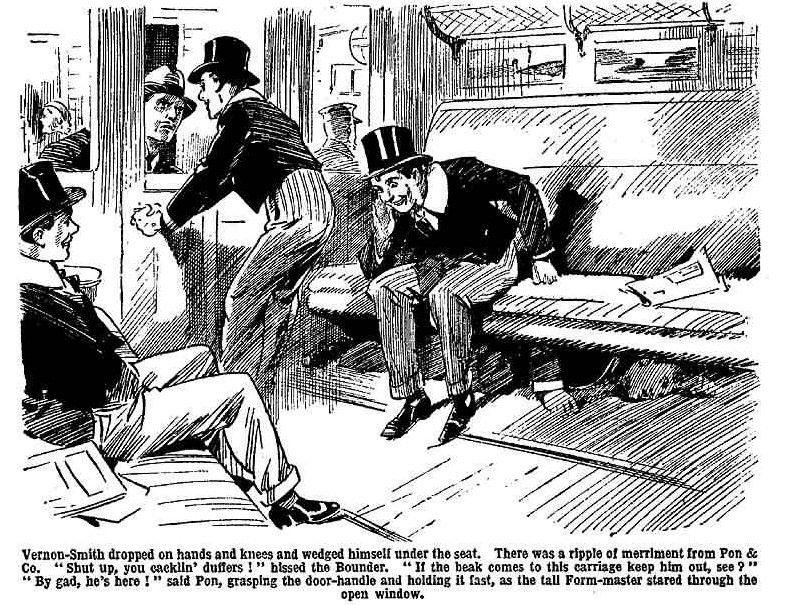 Vernon-Smith dropped on hands and knees and wedged himself under the seat. There was a ripple of merriment from Pon &
Co. “ Shut up, you cacklin' duffers ! ” hissed the Bounder. “ If the beak comes to this carriage keep him out, see ? ”
“ By gad, he's here ! ” said Pon, grasping the door-handle and holding it fast, as the tall Form-master stared through the
open window.